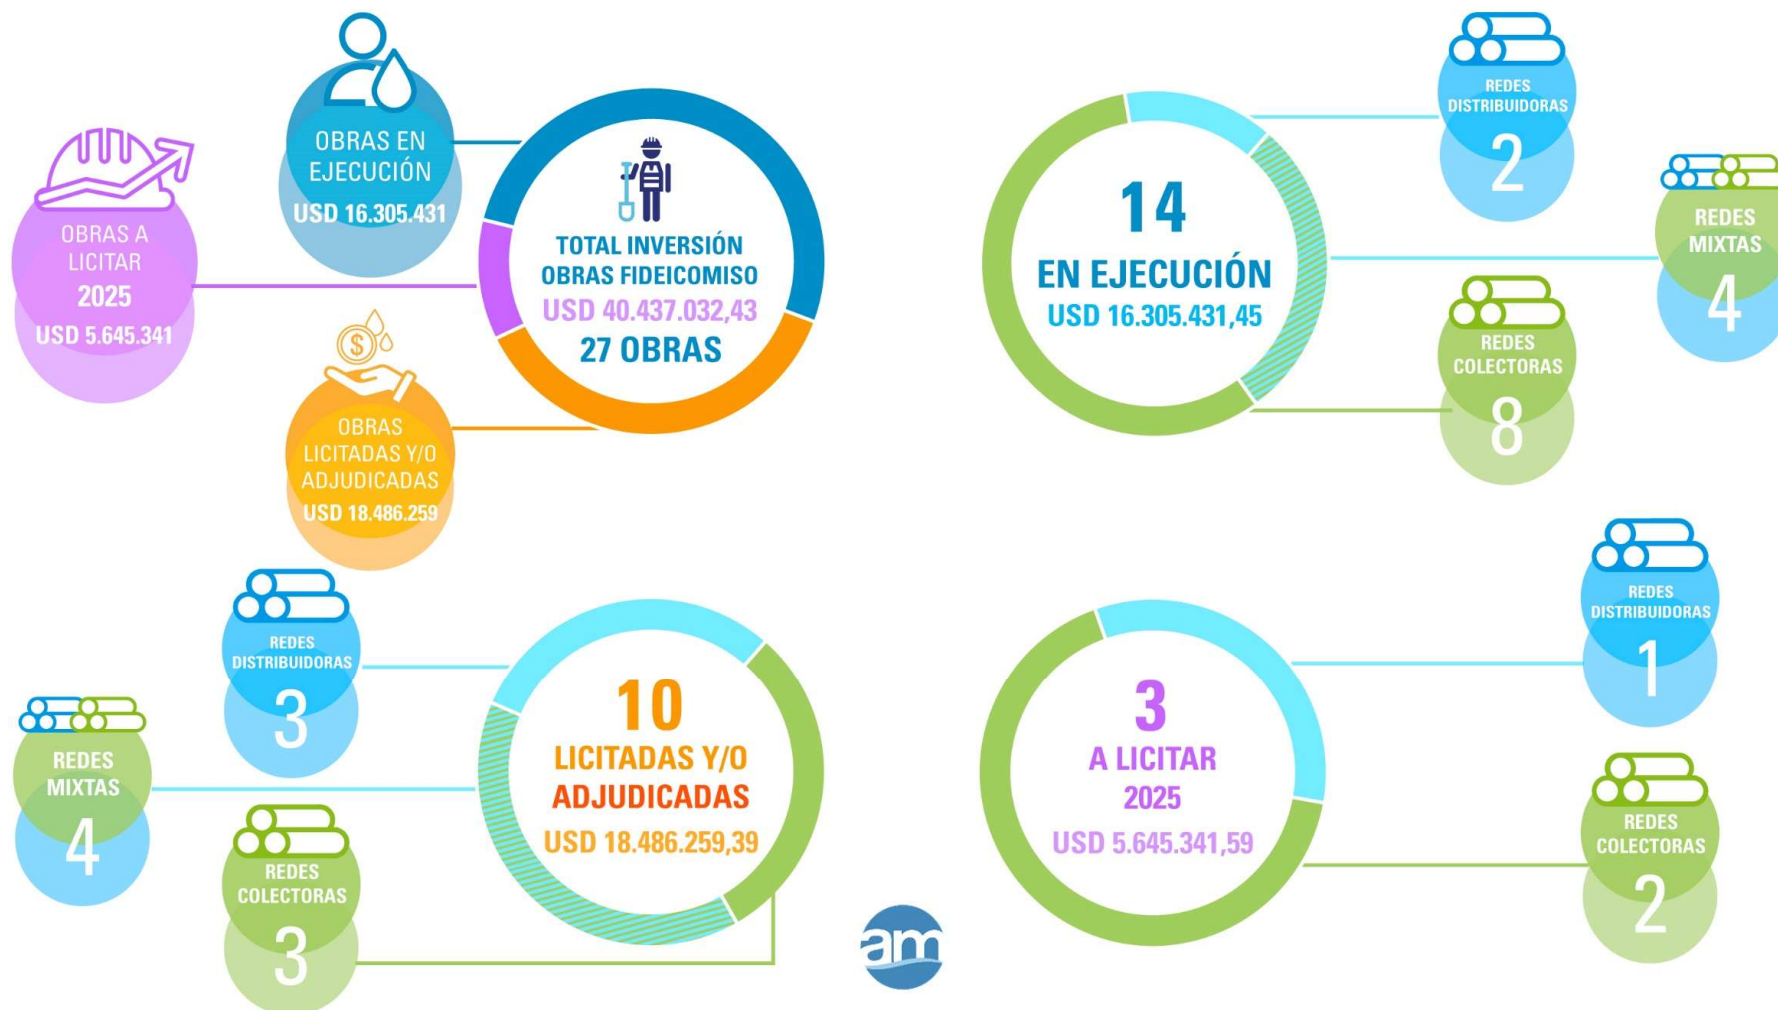 OBRAS EN
EJECUCIÓN
USD 16.305.431
OBRAS A
LICITAR
2025
USD 5.645.341
$
OBRAS
LICITADAS Y/O
ADJUDICADAS
USD 18.486.259
TOTAL INVERSIÓN
OBRAS FIDEICOMISO
USD 40.437.032,43
27 OBRAS
14
EN EJECUCIÓN
USD 16.305.431,45
REDES
DISTRIBUIDORAS
2
REDES
MIXTAS
4
REDES
COLECTORAS
8
REDES
DISTRIBUIDORAS
3
REDES
MIXTAS
4
REDES
COLECTORAS
3
10
LICITADAS Y/O
ADJUDICADAS
USD 18.486.259,39
am
3
A LICITAR
2025
USD 5.645.341,59
REDES
DISTRIBUIDORAS
1
REDES
COLECTORAS
2